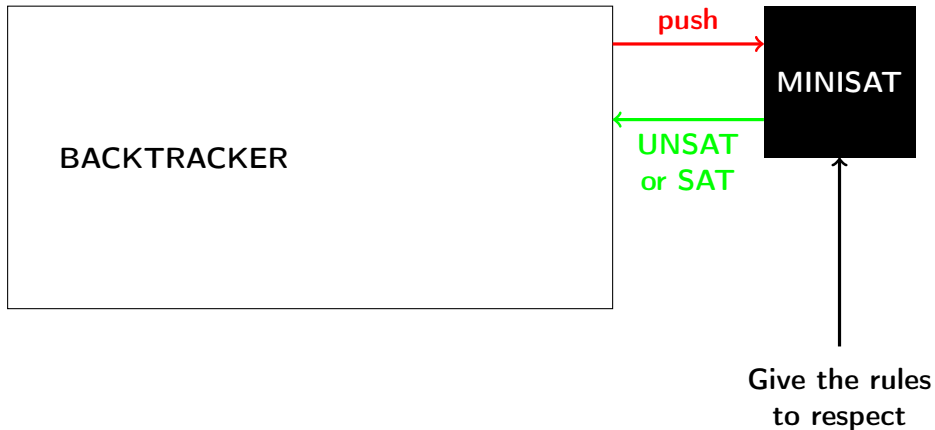 push
MINISAT
BACKTRACKER
UNSAT
or SAT
Give the rules
to respect